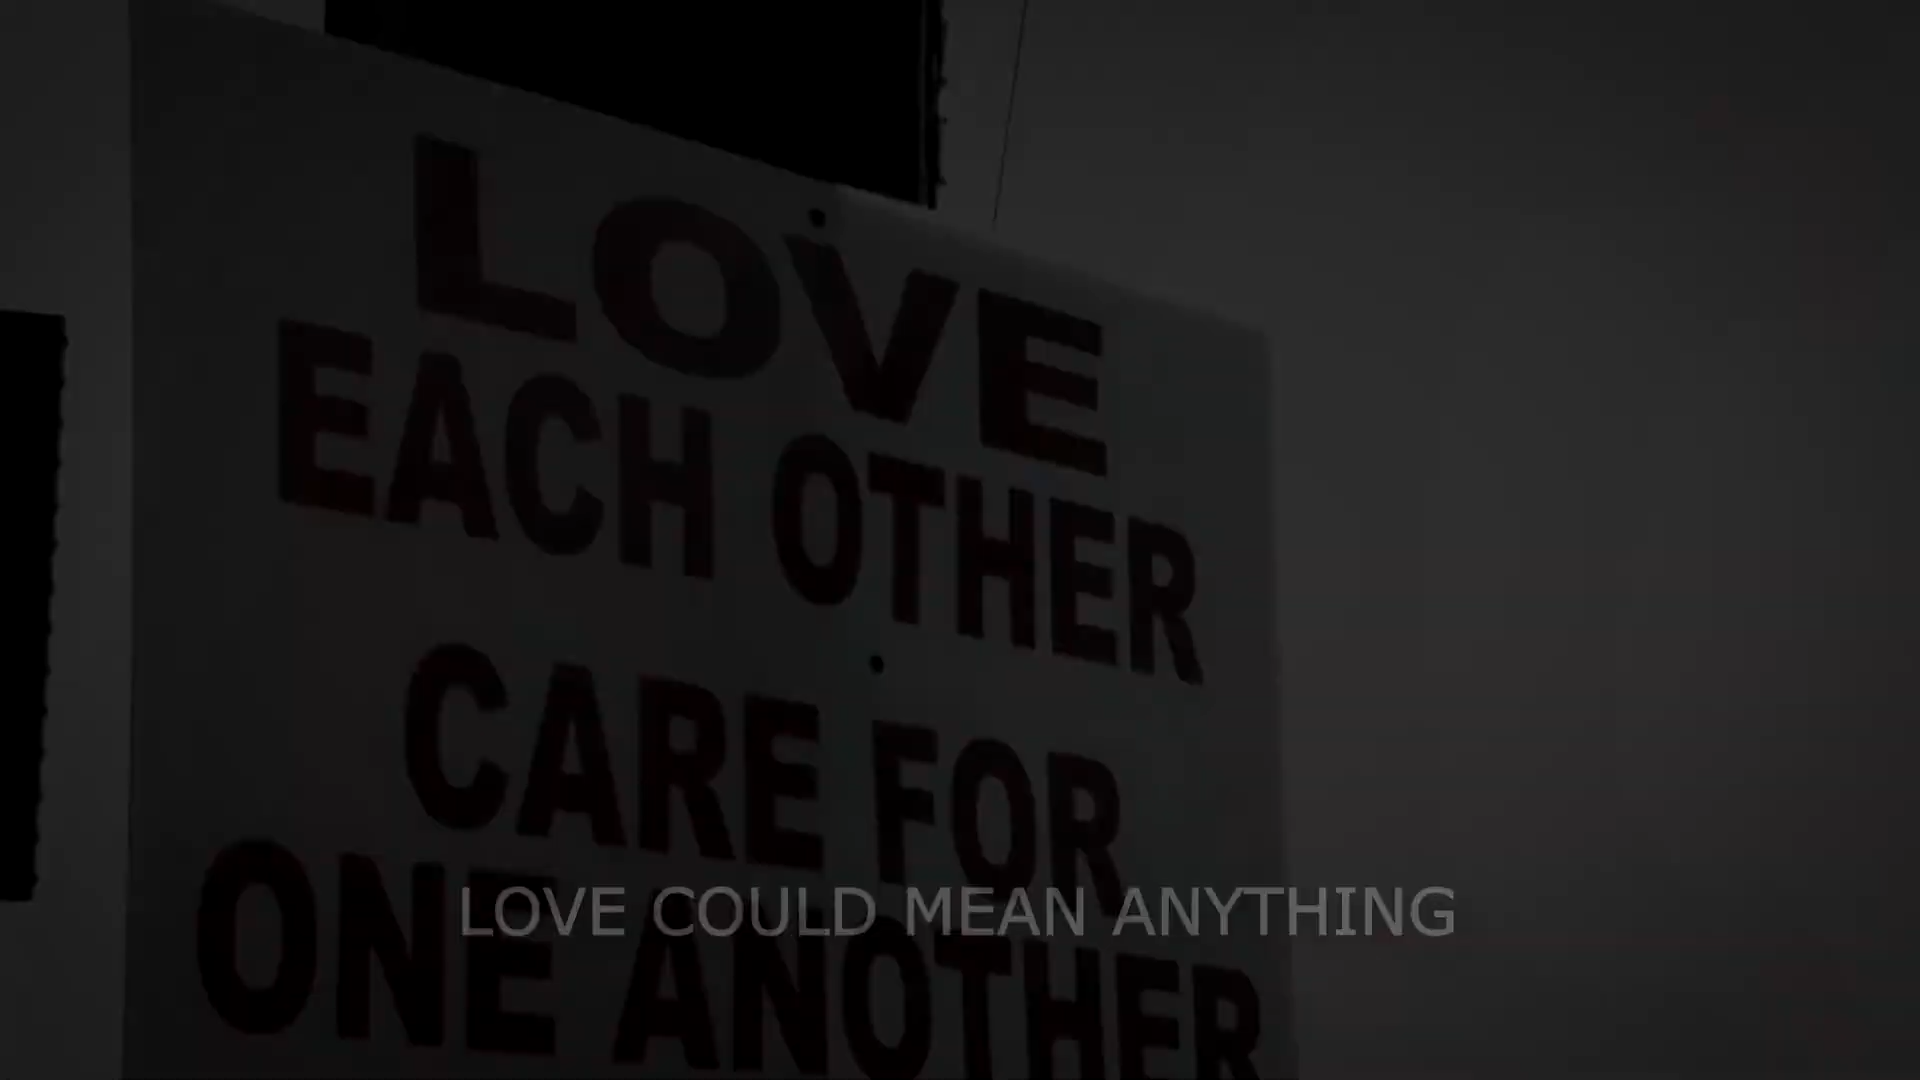 LOVE
EACH OTHER
CARE FOR
ONE ANOTHER
LOVE COULD MEAN ANYTHING